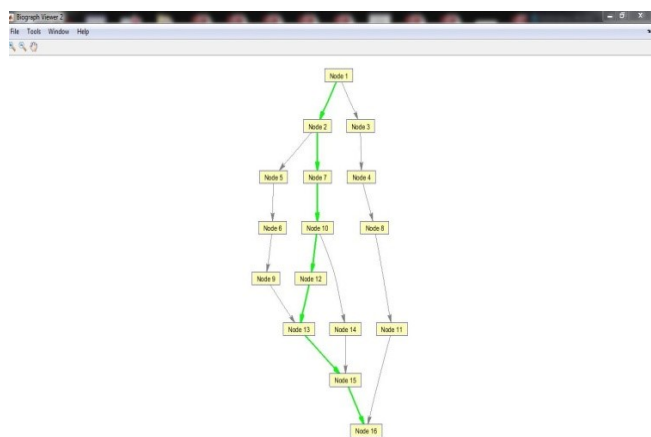 Biograph Viewer 2
File Tools Window Help
Node 1
Node 2 Node 3
Node 5 Node 7 Node 4
Node 6 Node 10 Node 8
Node 9 Node 12
Node 13 Node 14 Node 11
Node 15
Node 16